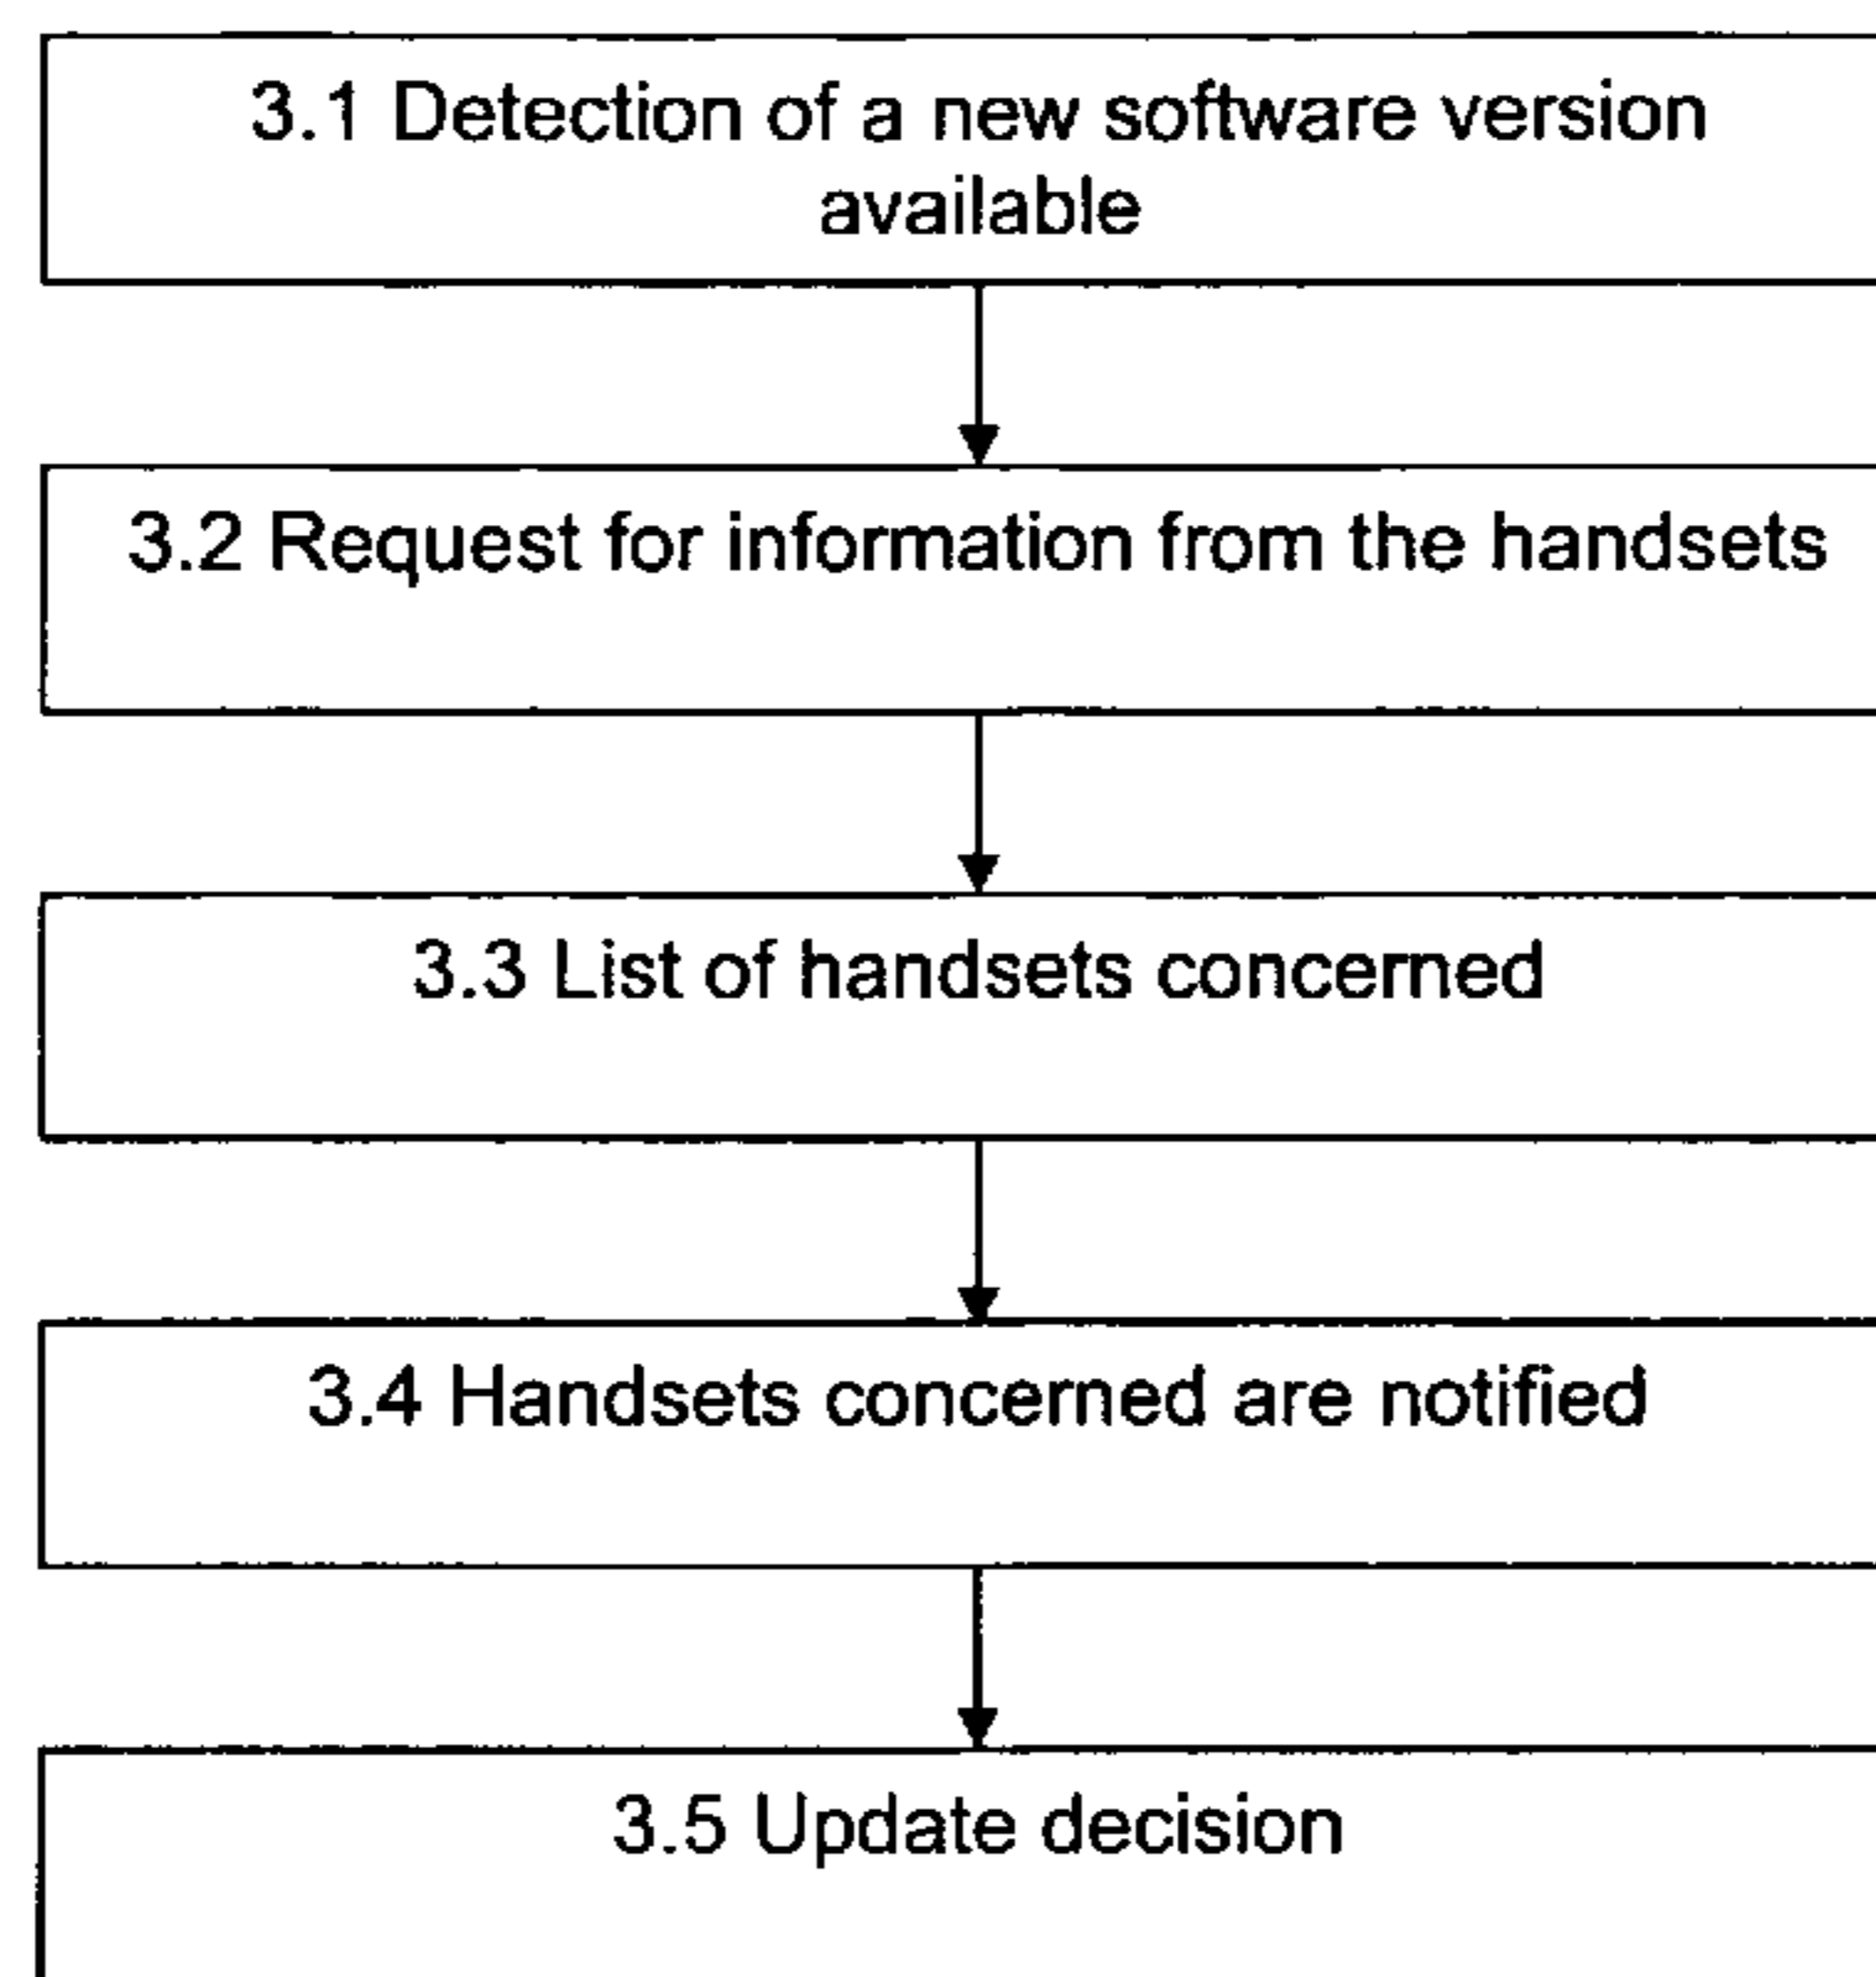 3.1 Detection of a new software version
available
3.2 Request for information from the handsets
3.3 List of handsets concerned
3.4 Handsets concerned are notified
3.5 Update decision